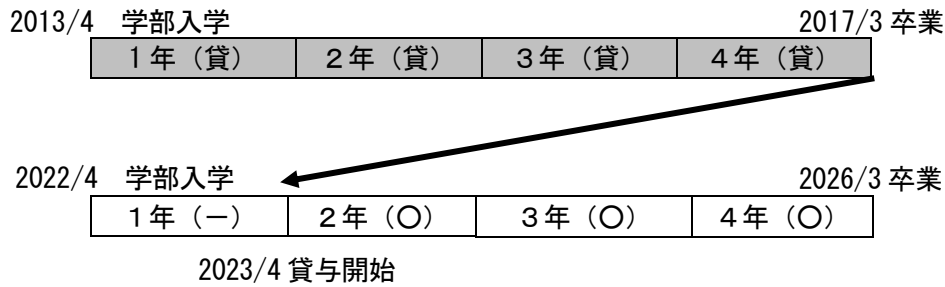 2013/4　学部入学　2017/3 卒業
１年（貸）　２年（貸）　３年（貸）　４年（貸）
2022/4　学部入学　2026/3 卒業
１年（－）　２年（○）　３年（○）　４年（○）
2023/4 貸与開始